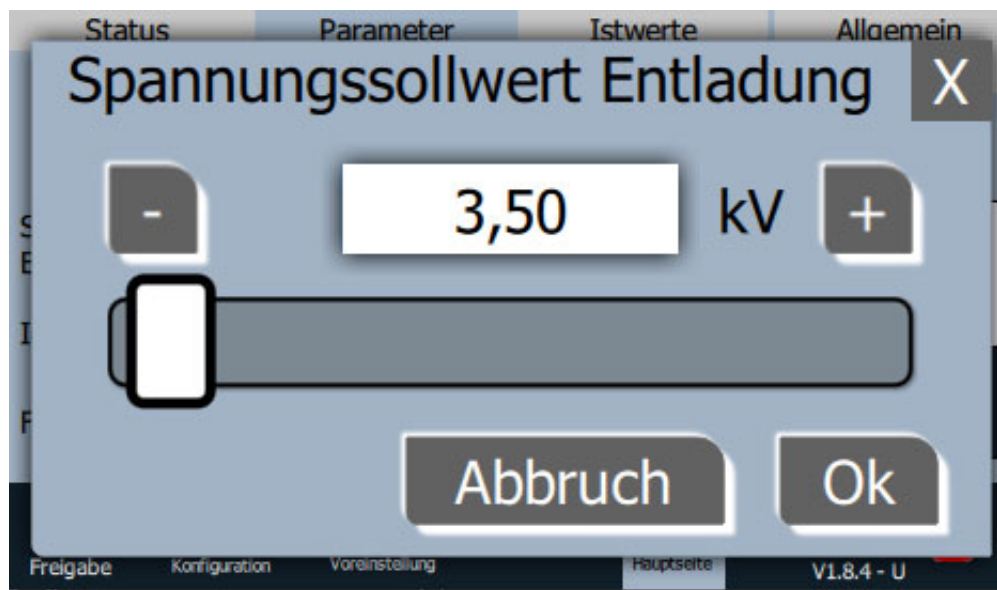 Status Parameter Istwerte Allgemein
Spannungssollwert Entladung X
- 3,50 kV +
S
E
I
F
Abbruch Ok
Freigabe Konfiguration Voreinstellung Hauptseite V1.8.4 - U